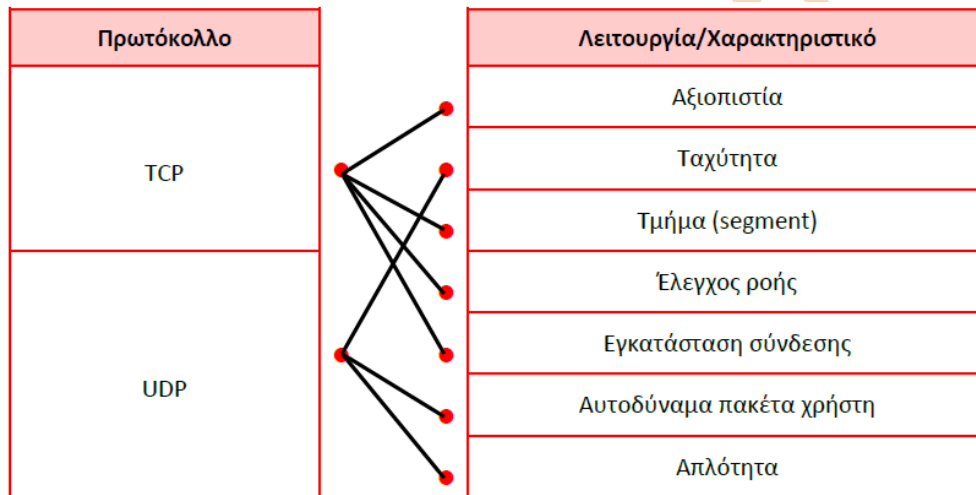 Πρωτόκολλο
Λειτουργία/Χαρακτηριστικό
TCP
UDP
Αξιοπιστία
Ταχύτητα
Τμήμα (segment)
Έλεγχος ροής
Εγκατάσταση σύνδεσης
Αυτοδύναμα πακέτα χρήστη
Απλότητα